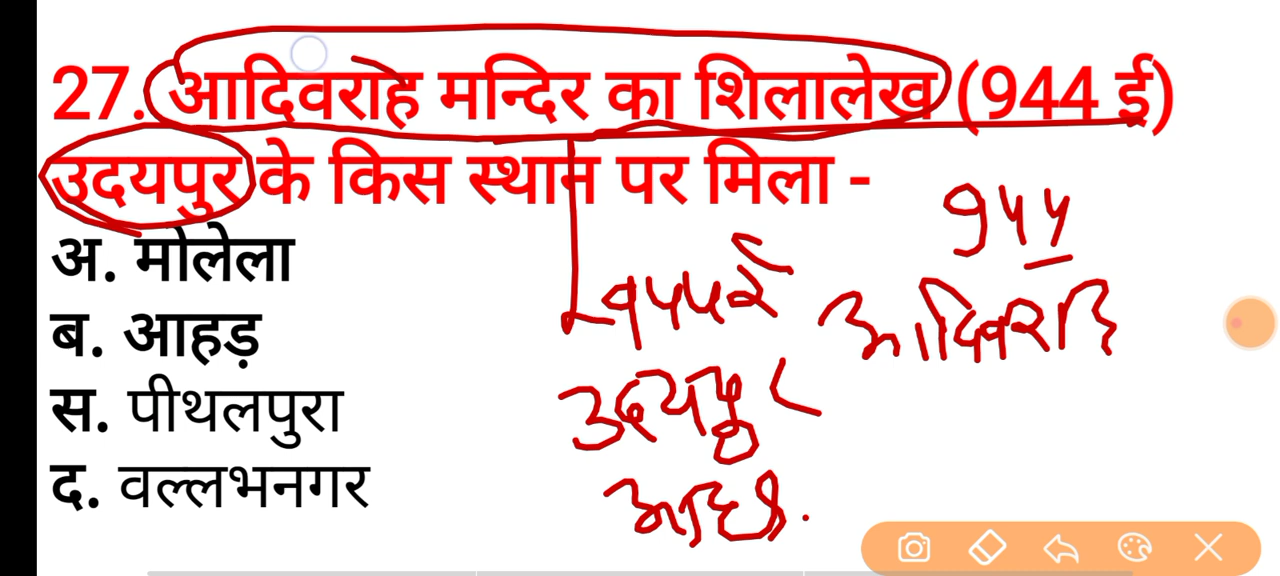 27. आदिवराह मन्दिर का शिलालेख (944 ई)
उदयपुर के किस स्थान पर मिला -
अ. मोलेला
ब. आहड़
स. पीथलपुरा
द. वल्लभनगर
944
आदिवराह
उदयपुर
आहड़